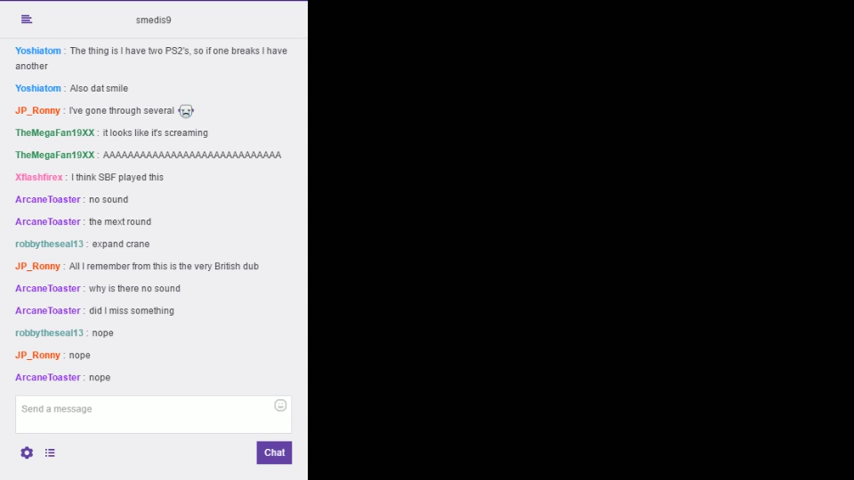 smedis9
Yoshiatom : The thing is I have two PS2's, so if one breaks I have
another
Yoshiatom : Also dat smile
JP_Ronny : I've gone through several
TheMegaFan19XX : it looks like it's screaming
TheMegaFan19XX : AAAAAAAAAAAAAAAAAAAAAAAAAAAAA
Xflashfirex : I think SBF played this
ArcaneToaster : no sound
ArcaneToaster : the mext round
robbytheseal13 : expand crane
JP_Ronny : All I remember from this is the very British dub
ArcaneToaster : why is there no sound
ArcaneToaster : did I miss something
robbytheseal13 : nope
JP_Ronny : nope
ArcaneToaster : nope
Send a message
Chat